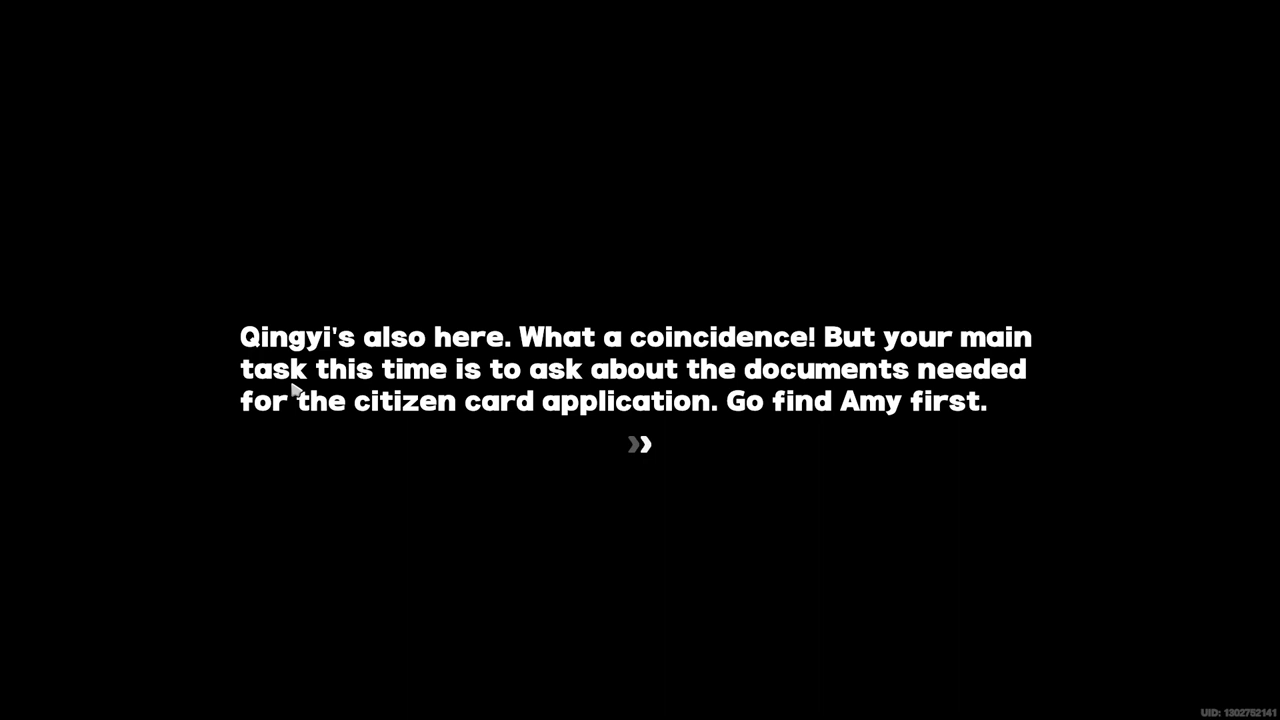 Qingyi's also here. What a coincidence! But your main
task this time is to ask about the documents needed
for the citizen card application. Go find Amy first.
UID: 1302752141